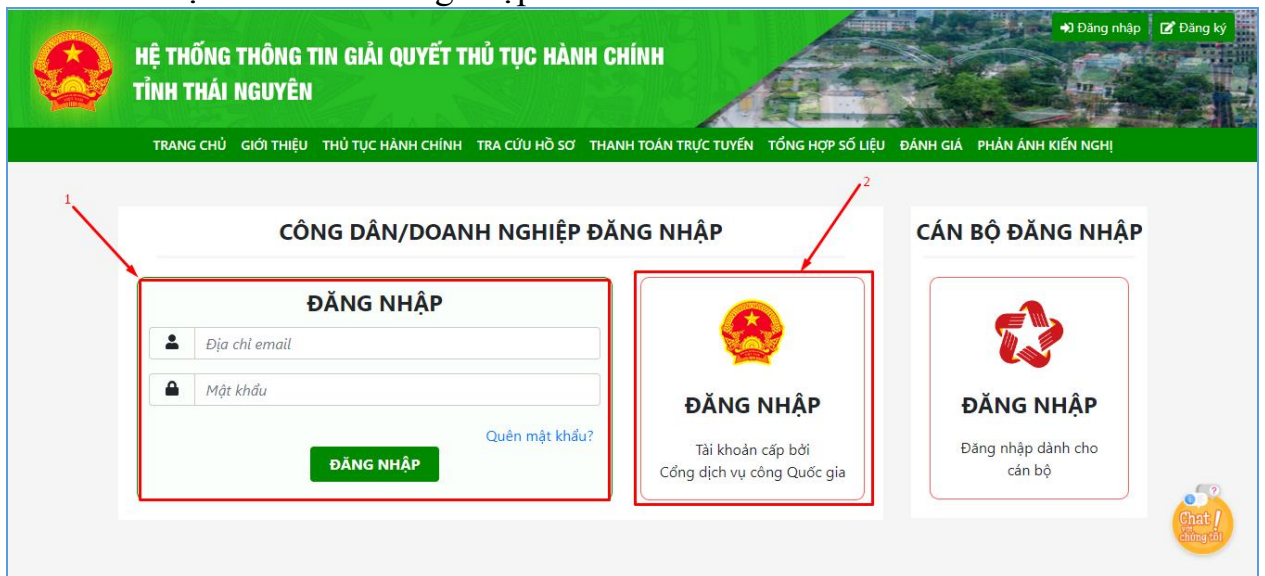 Đăng nhập Đăng ký
HỆ THỐNG THÔNG TIN GIẢI QUYẾT THỦ TỤC HÀNH CHÍNH
TỈNH THÁI NGUYÊN
TRANG CHỦ GIỚI THIỆU THỦ TỤC HÀNH CHÍNH TRA CỨU HỒ SƠ THANH TOÁN TRỰC TUYẾN TỔNG HỢP SỐ LIỆU ĐÁNH GIÁ PHẢN ÁNH KIẾN NGHỊ
1
2
CÔNG DÂN/DOANH NGHIỆP ĐĂNG NHẬP
ĐĂNG NHẬP
Địa chỉ email
Mật khẩu
Quên mật khẩu?
ĐĂNG NHẬP
ĐĂNG NHẬP
Tài khoản cấp bởi
Cổng dịch vụ công Quốc gia
CÁN BỘ ĐĂNG NHẬP
ĐĂNG NHẬP
Đăng nhập dành cho
cán bộ
Chat !
với
chúng tôi